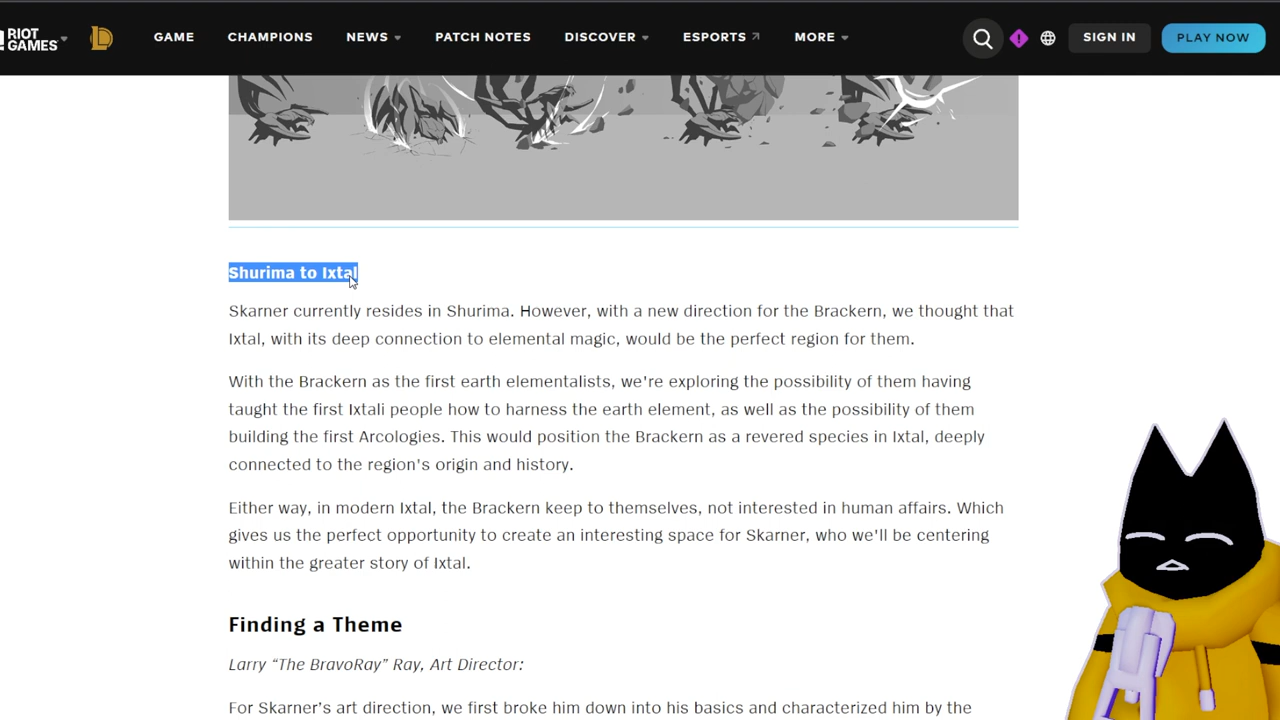 RIOT
GAMES
GAME
CHAMPIONS
NEWS
PATCH NOTES
DISCOVER
ESPORTS
MORE
SIGN IN
PLAY NOW
Shurima to Ixtal
Skarner currently resides in Shurima. However, with a new direction for the Brackern, we thought that
Ixtal, with its deep connection to elemental magic, would be the perfect region for them.
With the Brackern as the first earth elementalists, we're exploring the possibility of them having
taught the first Ixtali people how to harness the earth element, as well as the possibility of them
building the first Arcologies. This would position the Brackern as a revered species in Ixtal, deeply
connected to the region's origin and history.
Either way, in modern Ixtal, the Brackern keep to themselves, not interested in human affairs. Which
gives us the perfect opportunity to create an interesting space for Skarner, who we'll be centering
within the greater story of Ixtal.
Finding a Theme
Larry “The BravoRay” Ray, Art Director:
For Skarner’s art direction, we first broke him down into his basics and characterized him by the